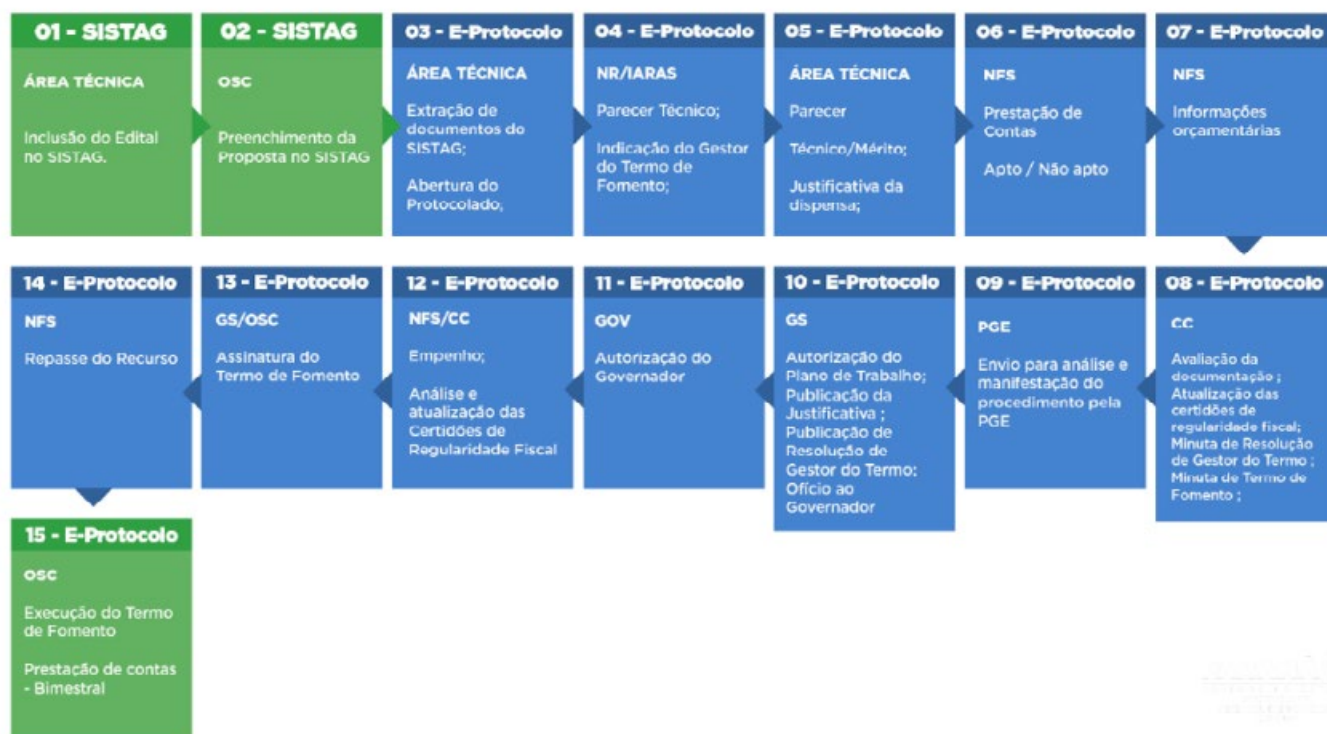 01 - SISTAG
ÁREA TÉCNICA
Inclusão do Edital
no SISTAG.
02 - SISTAG
OSC
Preenchimento da
Proposta no SISTAG
03 - E-Protocolo
ÁREA TÉCNICA
Extração de
documentos do
SISTAG;
Abertura do
Protocolado;
04 - E-Protocolo
NR/IARAS
Parecer Técnico;
Indicação do Gestor
do Termo de
Fomento;
05 - E-Protocolo
ÁREA TÉCNICA
Parecer
Técnico/Mérito;
Justificativa da
dispensa;
06 - E-Protocolo
NFS
Prestação de
Contas
Apto / Não apto
07 - E-Protocolo
NFS
Informações
orçamentárias
08 - E-Protocolo
CC
Avaliação da
documentação ;
Atualização das
certidões de
regularidade fiscal;
Minuta de Resolução
de Gestor do Termo ;
Minuta de Termo de
Fomento ;
09 - E-Protocolo
PGE
Envio para análise e
manifestação do
procedimento pela
PGE
10 - E-Protocolo
GS
Autorização do
Plano de Trabalho;
Publicação da
Justificativa ;
Publicação de
Resolução de
Gestor do Termo;
Ofício ao
Governador
11 - E-Protocolo
GOV
Autorização do
Governador
12 - E-Protocolo
NFS/CC
Empenho;
Análise e
atualização das
Certidões de
Regularidade Fiscal
13 - E-Protocolo
GS/OSC
Assinatura do
Termo de Fomento
14 - E-Protocolo
NFS
Repasse do Recurso
15 - E-Protocolo
OSC
Execução do Termo
de Fomento
Prestação de contas
- Bimestral